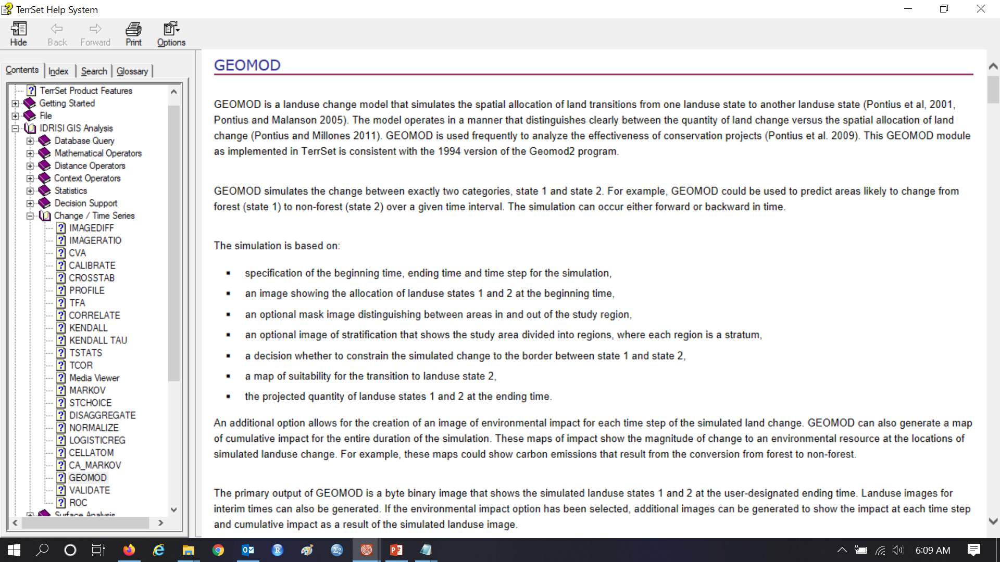 TerrSet Help System
Hide
Back
Forward
Print
Options
Contents
Index
Search
Glossary
TerrSet Product Features
Getting Started
File
IDRISI GIS Analysis
Database Query
Mathematical Operators
Distance Operators
Context Operators
Statistics
Decision Support
Change / Time Series
IMAGEDIFF
IMAGERATIO
CVA
CALIBRATE
CROSSTAB
PROFILE
TFA
CORRELATE
KENDALL
KENDALL TAU
TSTATS
TCOR
Media Viewer
MARKOV
STCHOICE
DISAGGREGATE
NORMALIZE
LOGISTICREG
CELLATOM
CA_MARKOV
GEOMOD
VALIDATE
ROC
Surface Analysis
GEOMOD
GEOMOD is a landuse change model that simulates the spatial allocation of land transitions from one landuse state to another landuse state (Pontius et al, 2001,
Pontius and Malanson 2005). The model operates in a manner that distinguishes clearly between the quantity of land change versus the spatial allocation of land
change (Pontius and Millones 2011). GEOMOD is used frequently to analyze the effectiveness of conservation projects (Pontius et al. 2009). This GEOMOD module
as implemented in TerrSet is consistent with the 1994 version of the Geomod2 program.
GEOMOD simulates the change between exactly two categories, state 1 and state 2. For example, GEOMOD could be used to predict areas likely to change from
forest (state 1) to non-forest (state 2) over a given time interval. The simulation can occur either forward or backward in time.
The simulation is based on:
▪ specification of the beginning time, ending time and time step for the simulation,
▪ an image showing the allocation of landuse states 1 and 2 at the beginning time,
▪ an optional mask image distinguishing between areas in and out of the study region,
▪ an optional image of stratification that shows the study area divided into regions, where each region is a stratum,
▪ a decision whether to constrain the simulated change to the border between state 1 and state 2,
▪ a map of suitability for the transition to landuse state 2,
▪ the projected quantity of landuse states 1 and 2 at the ending time.
An additional option allows for the creation of an image of environmental impact for each time step of the simulated land change. GEOMOD can also generate a map
of cumulative impact for the entire duration of the simulation. These maps of impact show the magnitude of change to an environmental resource at the locations of
simulated landuse change. For example, these maps could show carbon emissions that result from the conversion from forest to non-forest.
The primary output of GEOMOD is a byte binary image that shows the simulated landuse states 1 and 2 at the user-designated ending time. Landuse images for
interim times can also be generated. If the environmental impact option has been selected, additional images can be generated to show the impact at each time step
and cumulative impact as a result of the simulated landuse image.
6:09 AM